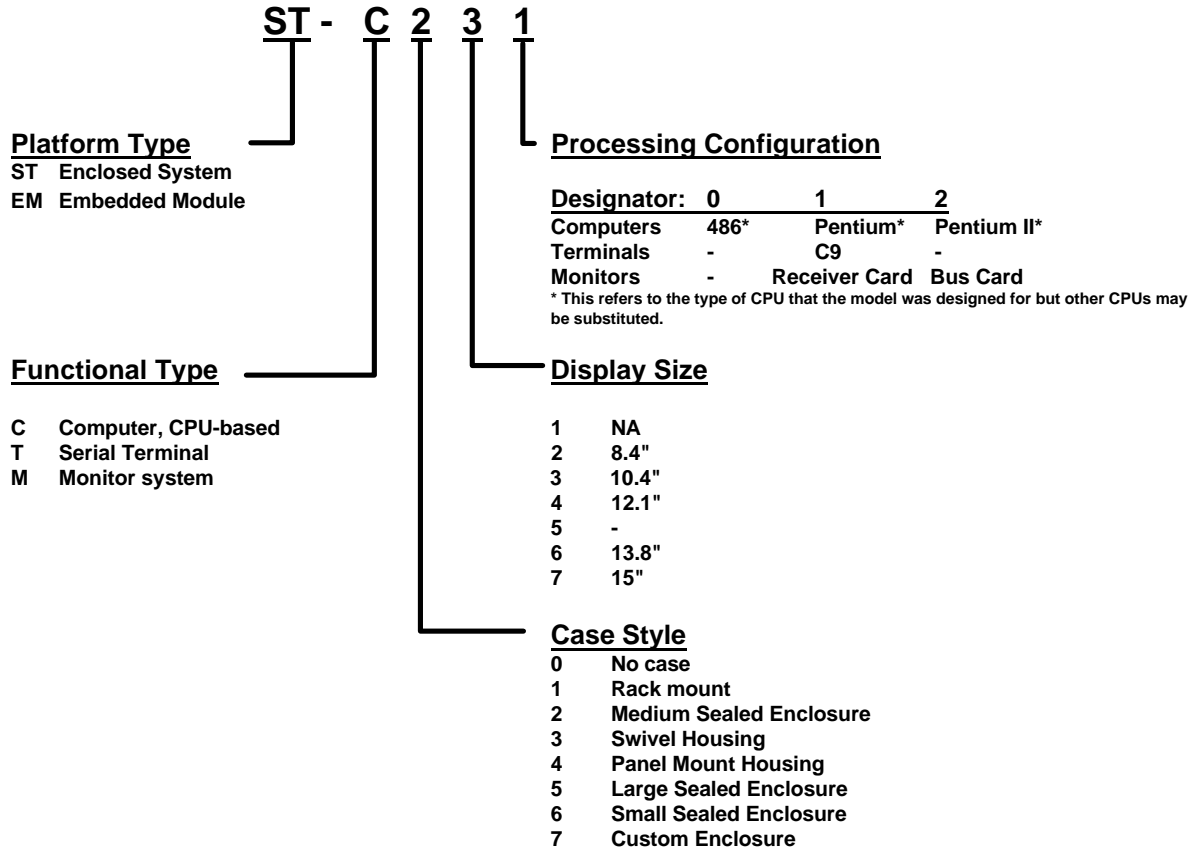 ST - C 2 3 1
Platform Type
ST Enclosed System
EM Embedded Module
Processing Configuration
Designator: 0 1 2
Computers 486* Pentium* Pentium II*
Terminals - C9 -
Monitors - Receiver Card Bus Card
* This refers to the type of CPU that the model was designed for but other CPUs may
be substituted.
Functional Type
C Computer, CPU-based
T Serial Terminal
M Monitor system
Display Size
1 NA
2 8.4"
3 10.4"
4 12.1"
5 -
6 13.8"
7 15"
Case Style
0 No case
1 Rack mount
2 Medium Sealed Enclosure
3 Swivel Housing
4 Panel Mount Housing
5 Large Sealed Enclosure
6 Small Sealed Enclosure
7 Custom Enclosure